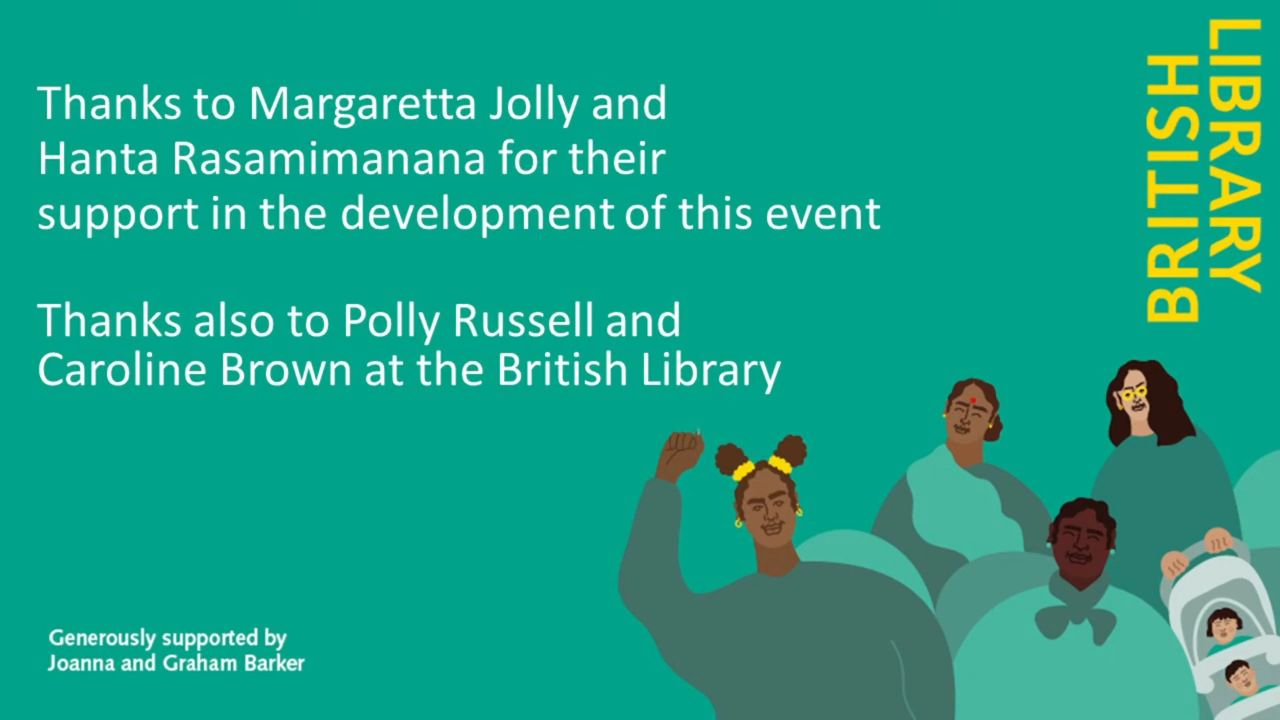 Thanks to Margaretta Jolly and
Hanta Rasamimanana for their
support in the development of this event
Thanks also to Polly Russell and
Caroline Brown at the British Library
Generously supported by
Joanna and Graham Barker
BRITISH
LIBRARY